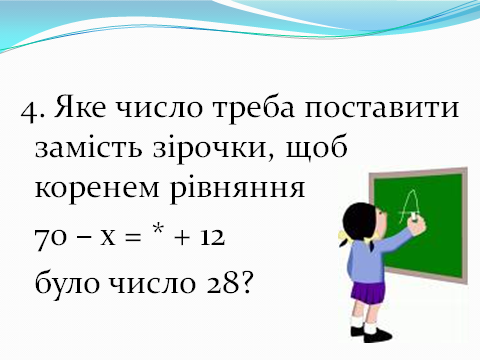 4. Яке число треба поставити
замість зірочки, щоб
коренем рівняння
70 – х = * + 12
було число 28?